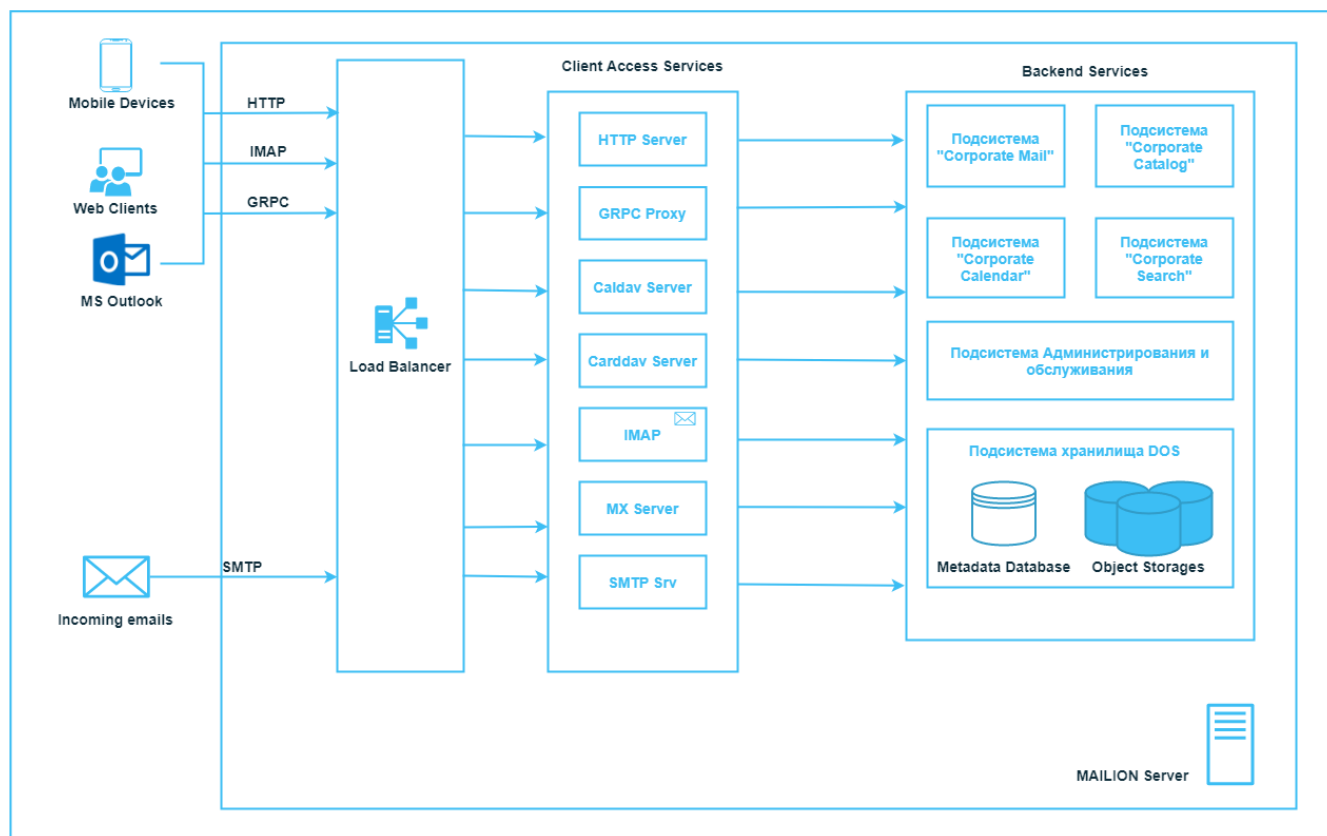 Mobile Devices
Web Clients
MS Outlook
Incoming emails
HTTP
IMAP
GRPC
SMTP
Load Balancer
Client Access Services
HTTP Server
GRPC Proxy
Caldav Server
Carddav Server
IMAP
MX Server
SMTP Srv
Backend Services
Подсистема
"Corporate Mail"
Подсистема
"Corporate
Catalog"
Подсистема
"Corporate
Calendar"
Подсистема
"Corporate
Search"
Подсистема Администрирования и
обслуживания
Подсистема хранилища DOS
Metadata Database
Object Storages
MAILION Server